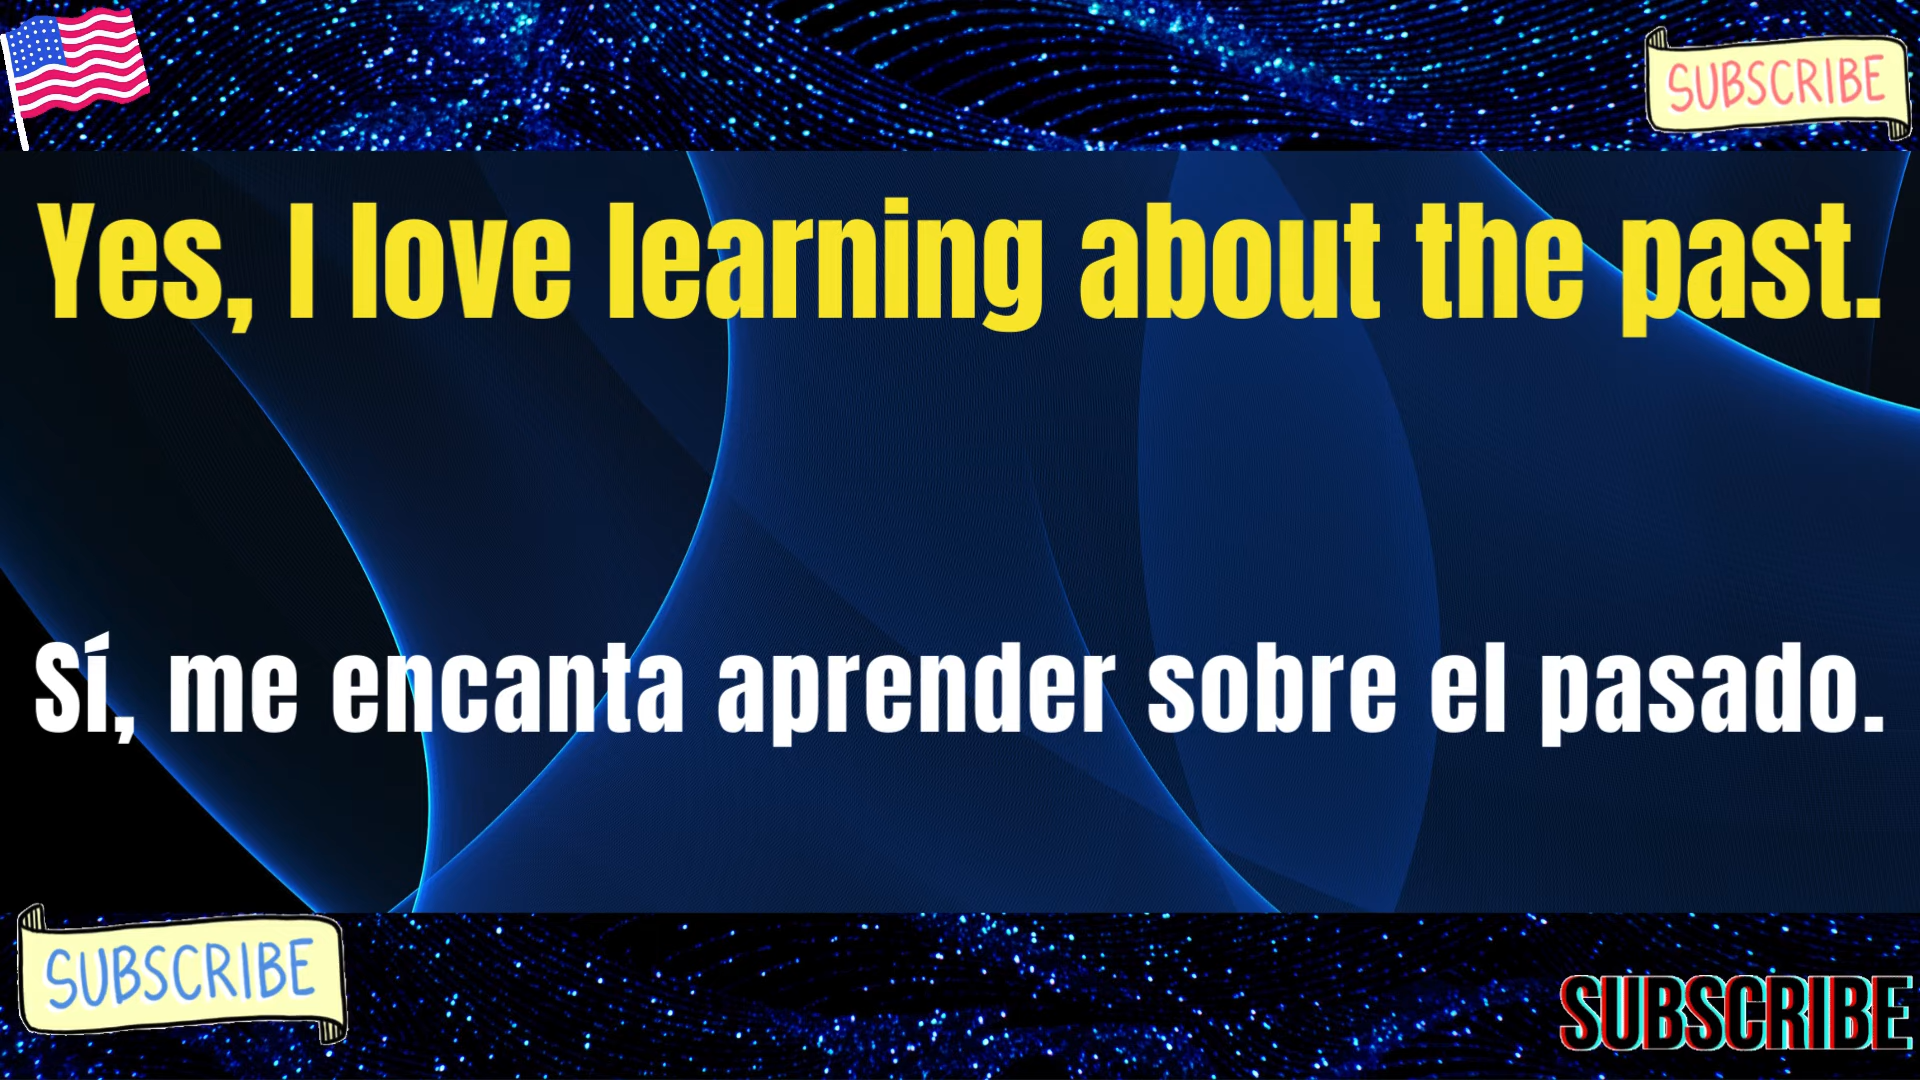 SUBSCRIBE
Yes, I love learning about the past.
Sí, me encanta aprender sobre el pasado.
SUBSCRIBE
SUBSCRIBE